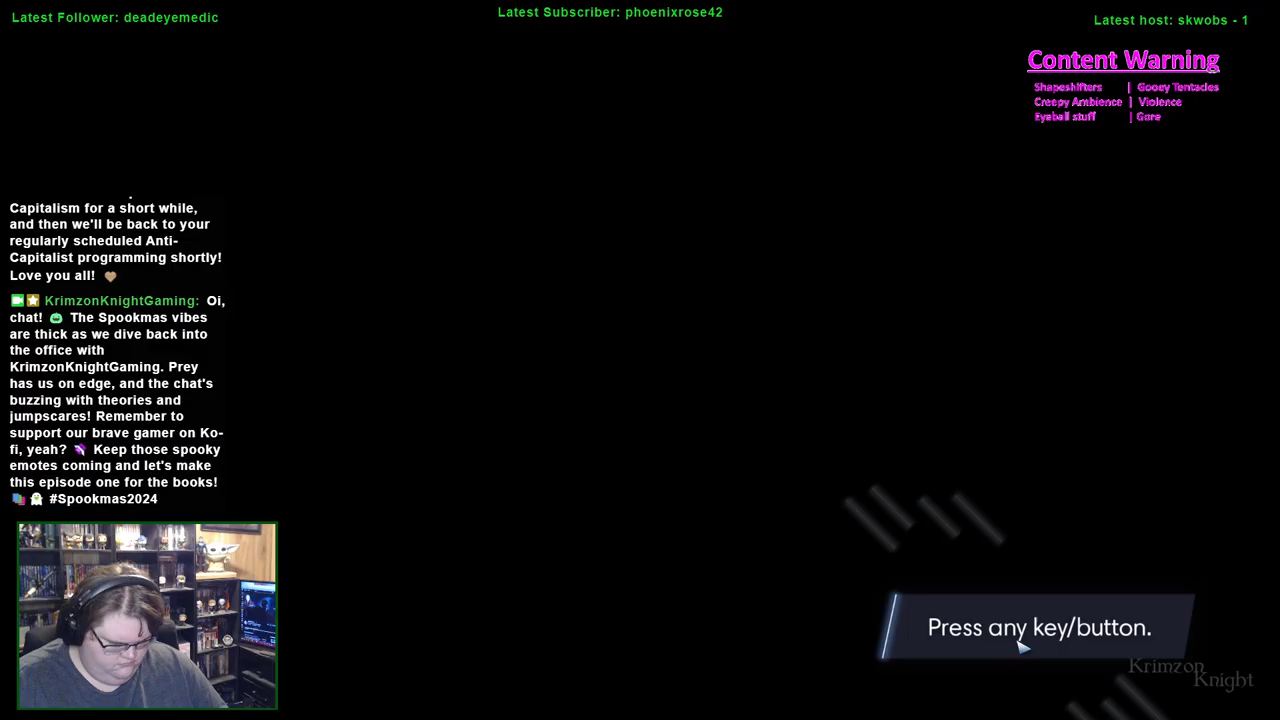 Latest Follower: deadeyemedic
Latest Subscriber: phoenixrose42
Latest host: skwobs - 1
Content Warning
Shapeshifters | Gooey Tentacles
Creepy Ambience | Violence
Eyeball stuff | Gore
Capitalism for a short while,
and then we'll be back to your
regularly scheduled Anti-
Capitalist programming shortly!
Love you all!
KrimzonKnightGaming: Oi,
chat! The Spookmas vibes
are thick as we dive back into
the office with
KrimzonKnightGaming. Prey
has us on edge, and the chat's
buzzing with theories and
jumpscares! Remember to
support our brave gamer on Ko-
fi, yeah? Keep those spooky
emotes coming and let's make
this episode one for the books!
#Spookmas2024
Press any key/button.
Krimzon
Knight